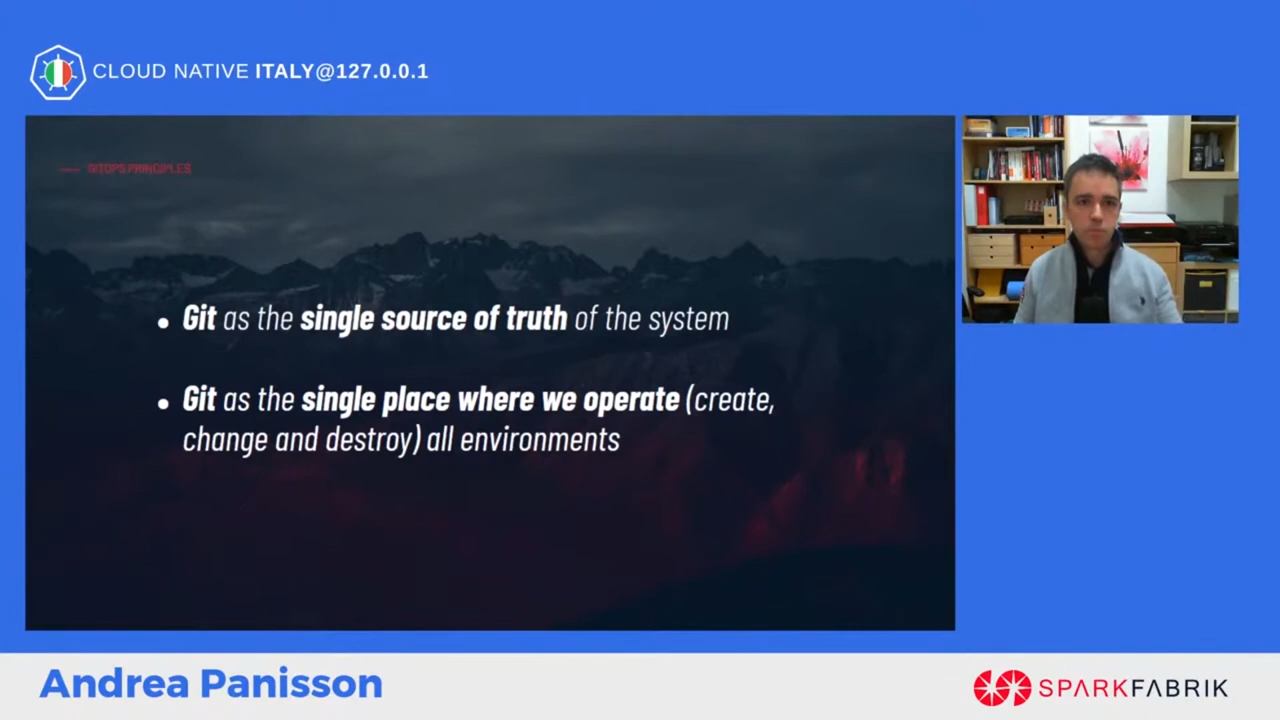 CLOUD NATIVE ITALY@127.0.0.1
GITOPS PRINCIPLES
• Git as the single source of truth of the system
• Git as the single place where we operate (create,
change and destroy) all environments
Andrea Panisson
SPARKFABRIK